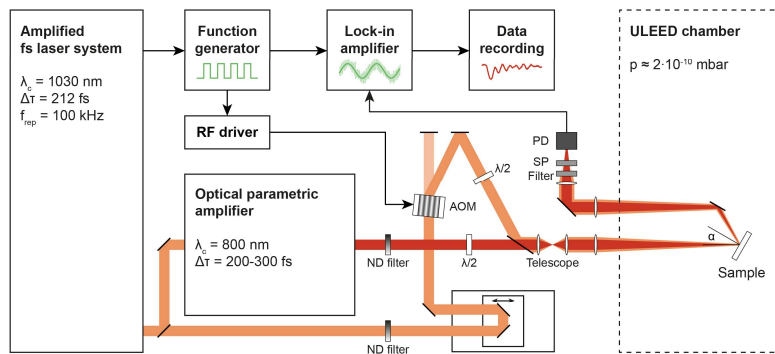 Amplified
fs laser system
λc = 1030 nm
Δτ = 212 fs
frep = 100 kHz
Function
generator
Lock-in
amplifier
Data
recording
ULEED chamber
p ≈ 2·10⁻¹⁰ mbar
RF driver
PD
SP
Filter
λ/2
AOM
Optical parametric
amplifier
λc = 800 nm
Δτ = 200-300 fs
ND filter
λ/2
Telescope
α
Sample
ND filter